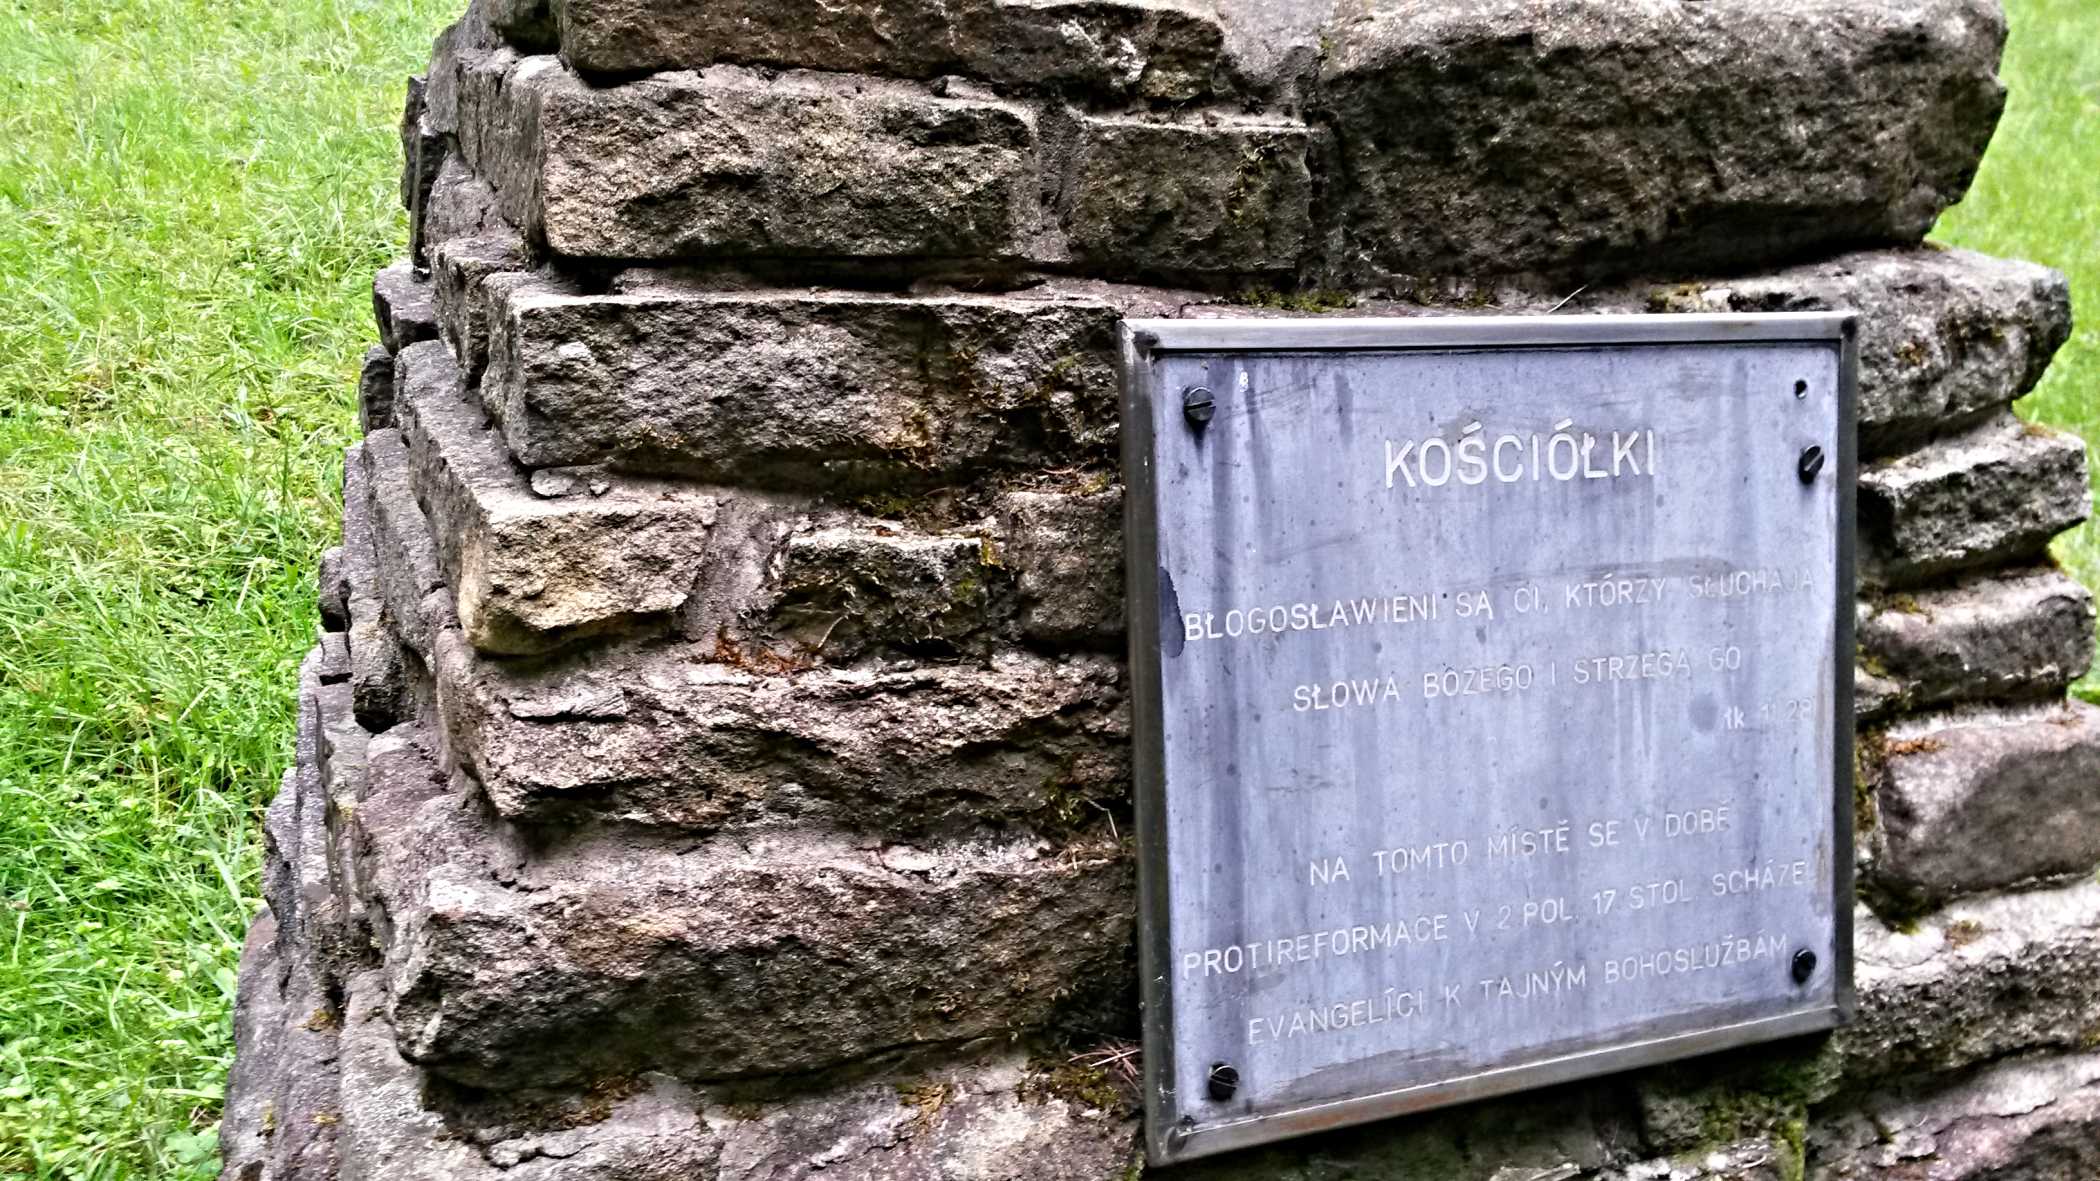 KOŚCIÓŁKI
BŁOGOSŁAWIENI SĄ CI, KTÓRZY SŁUCHAJĄ
SŁOWA BOŻEGO I STRZEGĄ GO
Łk 11 28
NA TOMTO MÍSTĚ SE V DOBĚ
PROTIREFORMACE V 2 POL. 17 STOL. SCHÁZELI
EVANGELÍCI K TAJNÝM BOHOSLUŽBÁM